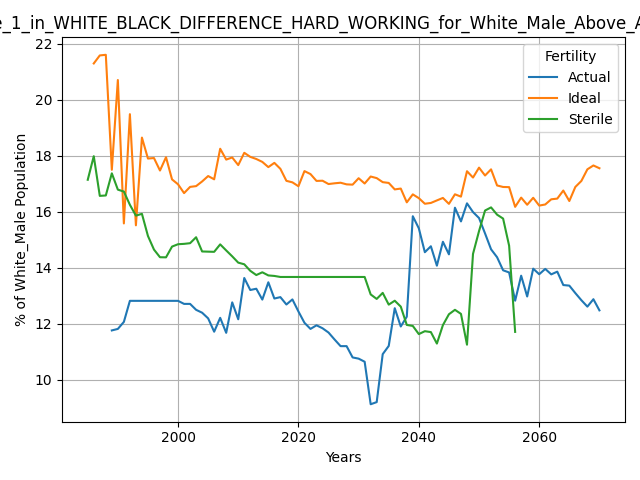 e_1_in_WHITE_BLACK_DIFFERENCE_HARD_WORKING_for_White_Male_Above_A
Fertility
Actual
Ideal
Sterile
% of White_Male Population
22
20
18
16
14
12
10
2000 2020 2040 2060
Years